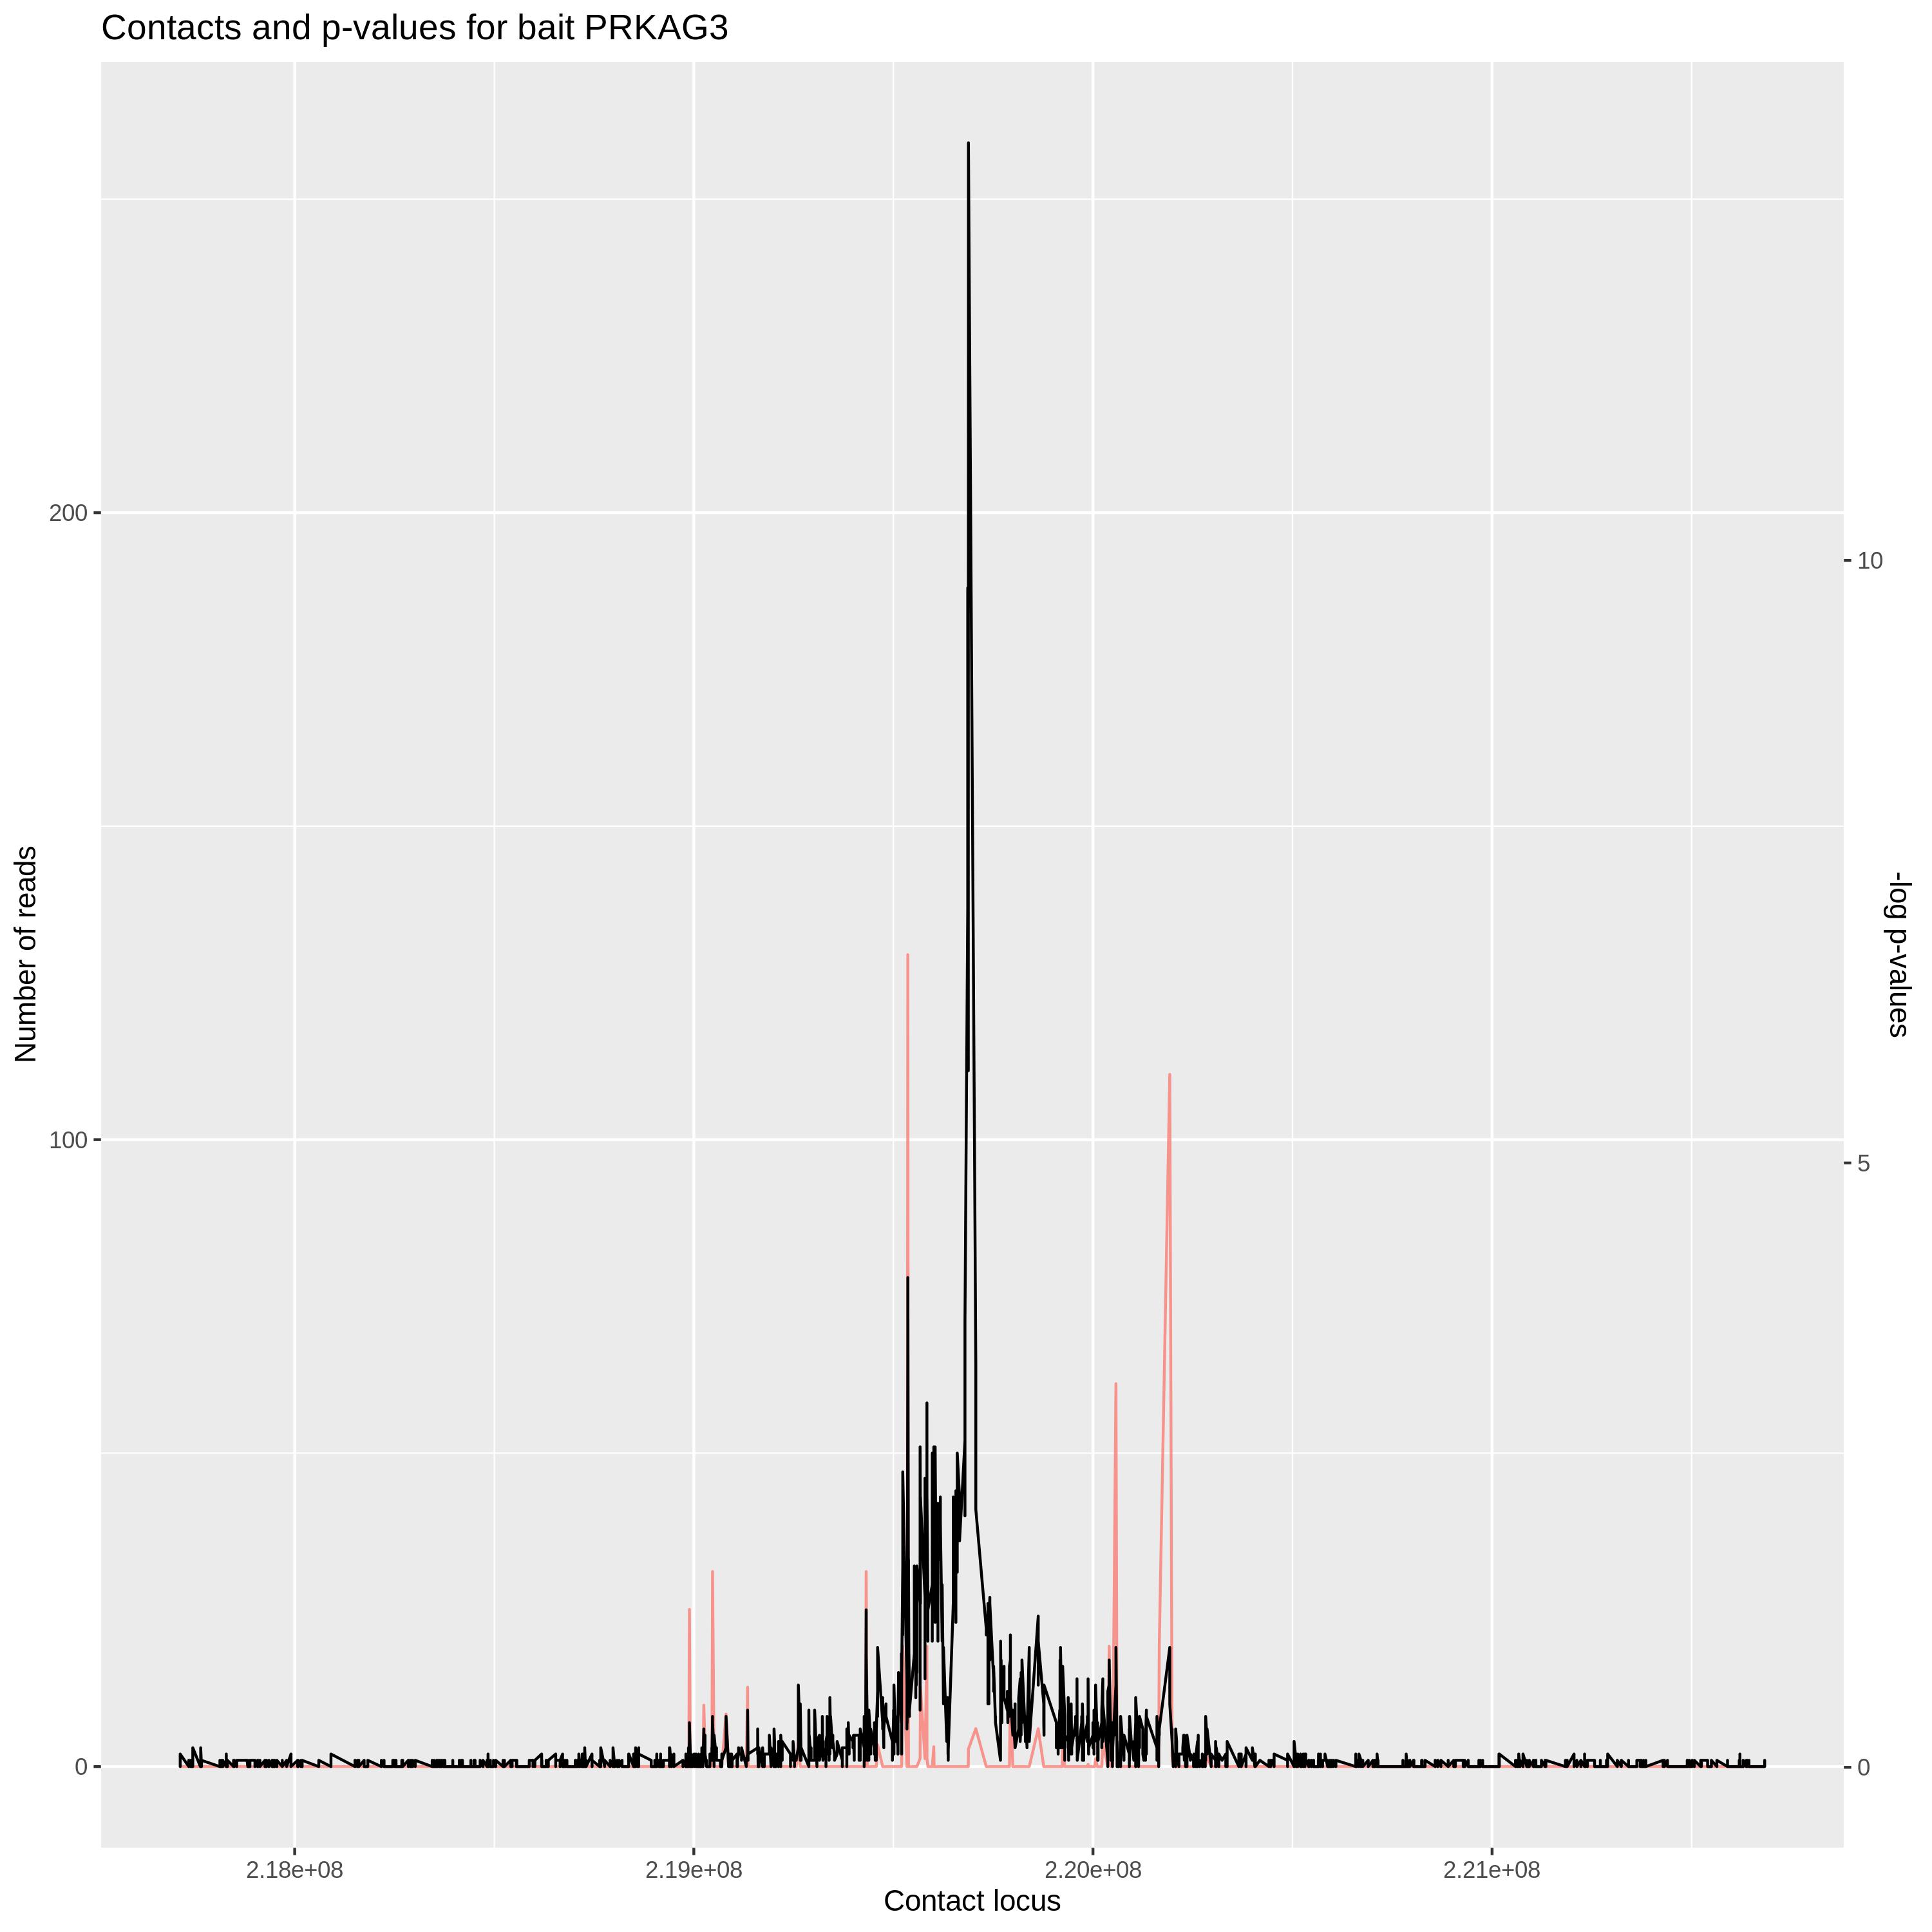 Contacts and p-values for bait PRKAG3
Number of reads
200
100
0
10
5
0
-log p-values
2.18e+08
2.19e+08
2.20e+08
2.21e+08
Contact locus